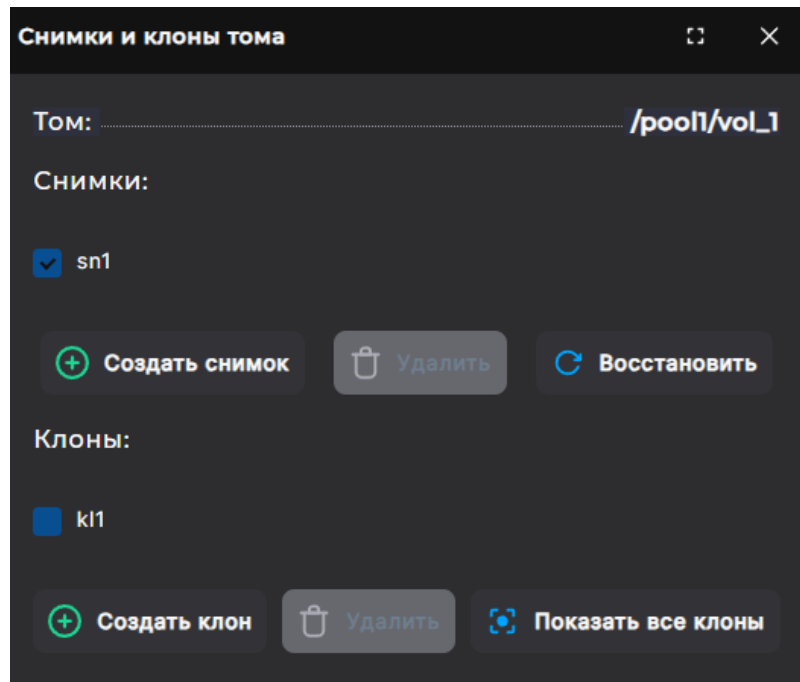 Снимки и клоны тома
Том: /pool1/vol_1
Снимки:
sn1
Создать снимок Удалить Восстановить
Клоны:
kl1
Создать клон Удалить Показать все клоны